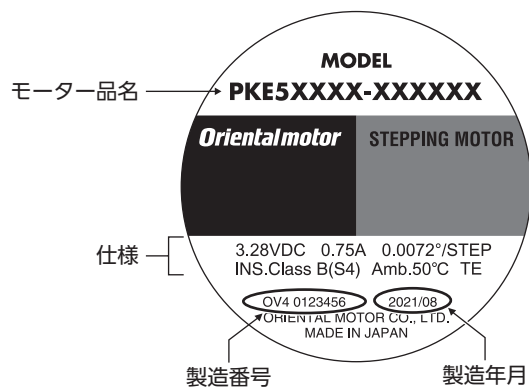 MODEL
モーター品名
PKE5XXXX-XXXXXX
Orientalmotor
STEPPING MOTOR
仕様
3.28VDC 0.75A 0.0072°/STEP
INS.Class B(S4) Amb.50℃ TE
OV4 0123456 2021/08
ORIENTAL MOTOR CO., LTD.
MADE IN JAPAN
製造番号
製造年月